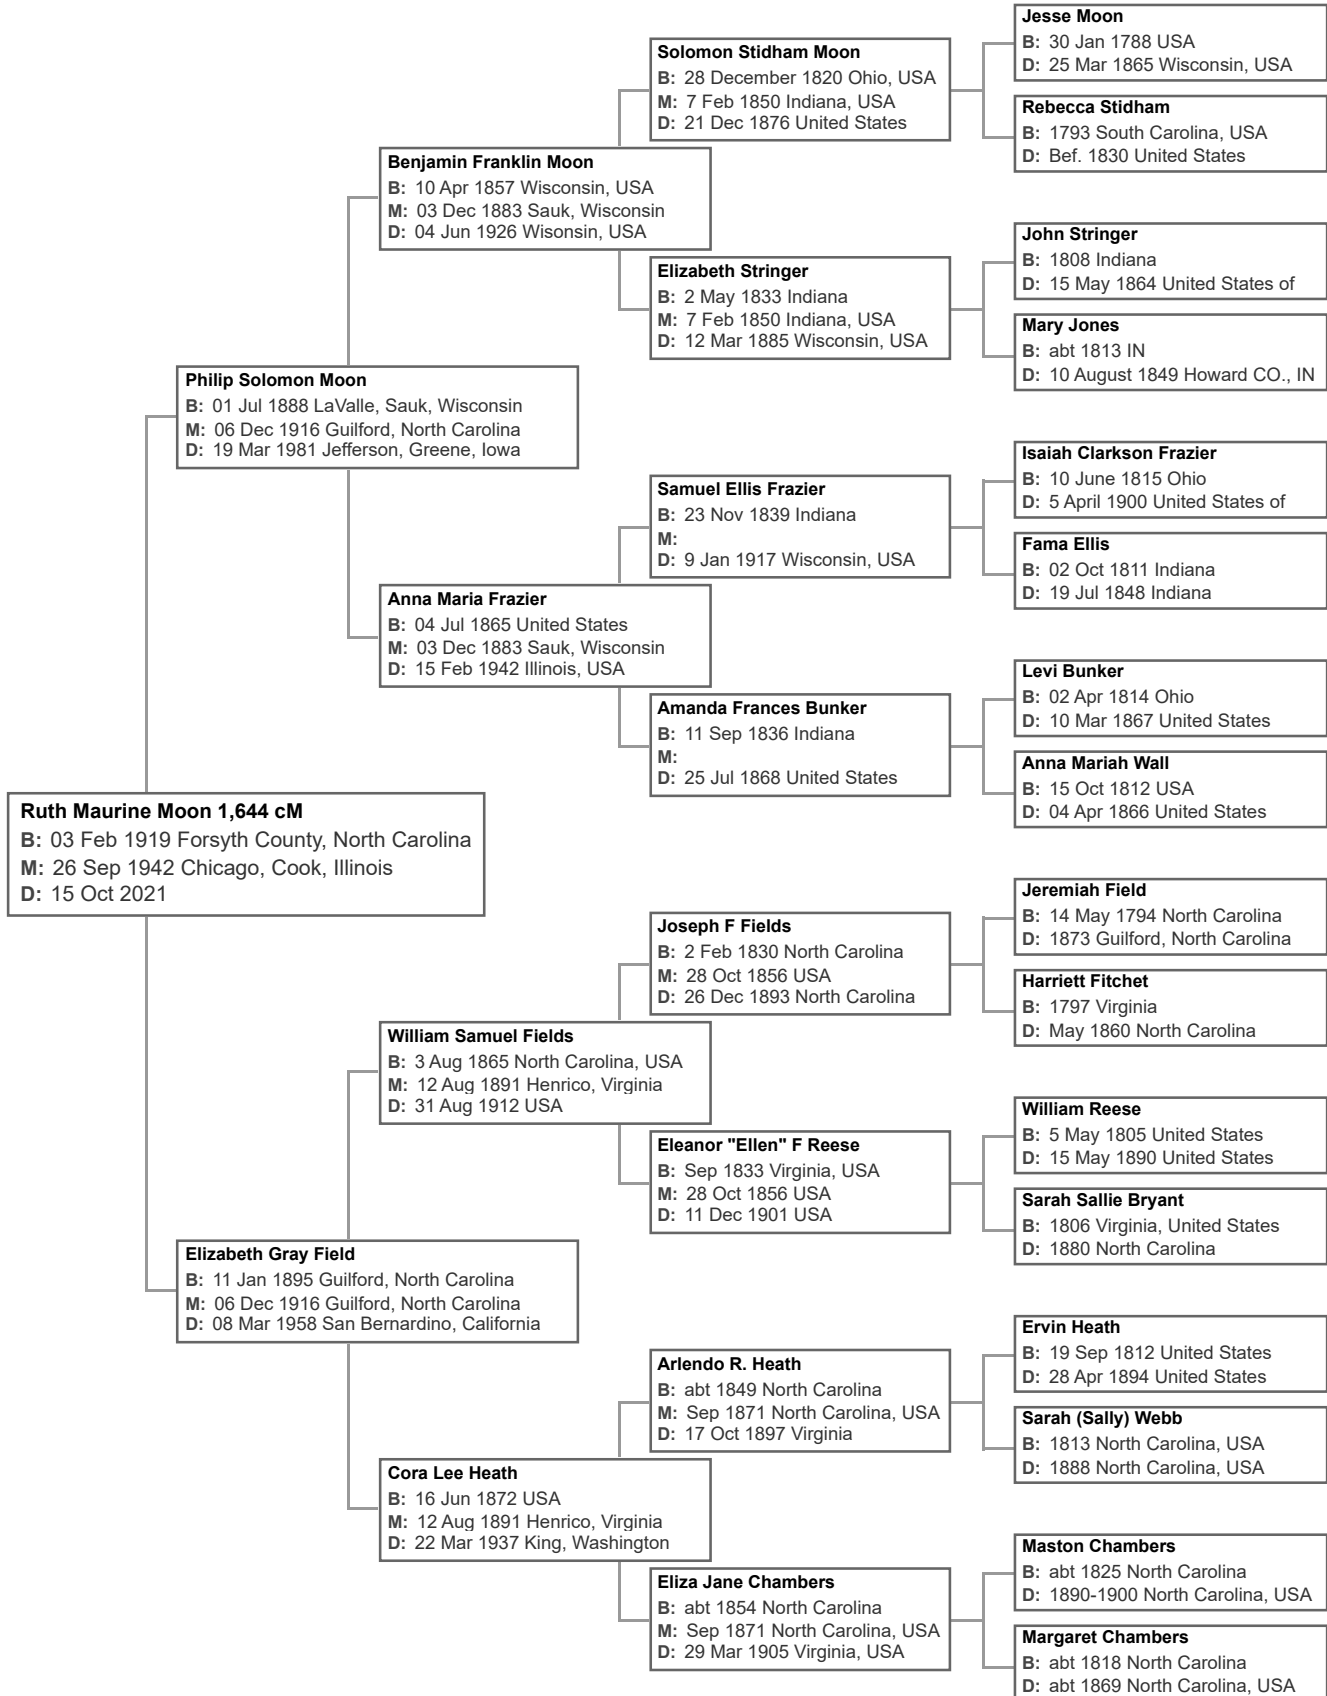 Jesse Moon
B: 30 Jan 1788 USA
D: 25 Mar 1865 Wisconsin, USA
Solomon Stidham Moon
B: 28 December 1820 Ohio, USA
M: 7 Feb 1850 Indiana, USA
D: 21 Dec 1876 United States
Rebecca Stidham
B: 1793 South Carolina, USA
D: Bef. 1830 United States
Benjamin Franklin Moon
B: 10 Apr 1857 Wisconsin, USA
M: 03 Dec 1883 Sauk, Wisconsin
D: 04 Jun 1926 Wisonsin, USA
John Stringer
B: 1808 Indiana
D: 15 May 1864 United States of
Elizabeth Stringer
B: 2 May 1833 Indiana
M: 7 Feb 1850 Indiana, USA
D: 12 Mar 1885 Wisconsin, USA
Mary Jones
B: abt 1813 IN
D: 10 August 1849 Howard CO., IN
Philip Solomon Moon
B: 01 Jul 1888 LaValle, Sauk, Wisconsin
M: 06 Dec 1916 Guilford, North Carolina
D: 19 Mar 1981 Jefferson, Greene, Iowa
Isaiah Clarkson Frazier
B: 10 June 1815 Ohio
D: 5 April 1900 United States of
Samuel Ellis Frazier
B: 23 Nov 1839 Indiana
M:
D: 9 Jan 1917 Wisconsin, USA
Fama Ellis
B: 02 Oct 1811 Indiana
D: 19 Jul 1848 Indiana
Anna Maria Frazier
B: 04 Jul 1865 United States
M: 03 Dec 1883 Sauk, Wisconsin
D: 15 Feb 1942 Illinois, USA
Levi Bunker
B: 02 Apr 1814 Ohio
D: 10 Mar 1867 United States
Amanda Frances Bunker
B: 11 Sep 1836 Indiana
M:
D: 25 Jul 1868 United States
Anna Mariah Wall
B: 15 Oct 1812 USA
D: 04 Apr 1866 United States
Ruth Maurine Moon 1,644 cM
B: 03 Feb 1919 Forsyth County, North Carolina
M: 26 Sep 1942 Chicago, Cook, Illinois
D: 15 Oct 2021
Jeremiah Field
B: 14 May 1794 North Carolina
D: 1873 Guilford, North Carolina
Joseph F Fields
B: 2 Feb 1830 North Carolina
M: 28 Oct 1856 USA
D: 26 Dec 1893 North Carolina
Harriett Fitchet
B: 1797 Virginia
D: May 1860 North Carolina
William Samuel Fields
B: 3 Aug 1865 North Carolina, USA
M: 12 Aug 1891 Henrico, Virginia
D: 31 Aug 1912 USA
William Reese
B: 5 May 1805 United States
D: 15 May 1890 United States
Eleanor "Ellen" F Reese
B: Sep 1833 Virginia, USA
M: 28 Oct 1856 USA
D: 11 Dec 1901 USA
Sarah Sallie Bryant
B: 1806 Virginia, United States
D: 1880 North Carolina
Elizabeth Gray Field
B: 11 Jan 1895 Guilford, North Carolina
M: 06 Dec 1916 Guilford, North Carolina
D: 08 Mar 1958 San Bernardino, California
Ervin Heath
B: 19 Sep 1812 United States
D: 28 Apr 1894 United States
Arlendo R. Heath
B: abt 1849 North Carolina
M: Sep 1871 North Carolina, USA
D: 17 Oct 1897 Virginia
Sarah (Sally) Webb
B: 1813 North Carolina, USA
D: 1888 North Carolina, USA
Cora Lee Heath
B: 16 Jun 1872 USA
M: 12 Aug 1891 Henrico, Virginia
D: 22 Mar 1937 King, Washington
Maston Chambers
B: abt 1825 North Carolina
D: 1890-1900 North Carolina, USA
Eliza Jane Chambers
B: abt 1854 North Carolina
M: Sep 1871 North Carolina, USA
D: 29 Mar 1905 Virginia, USA
Margaret Chambers
B: abt 1818 North Carolina
D: abt 1869 North Carolina, USA